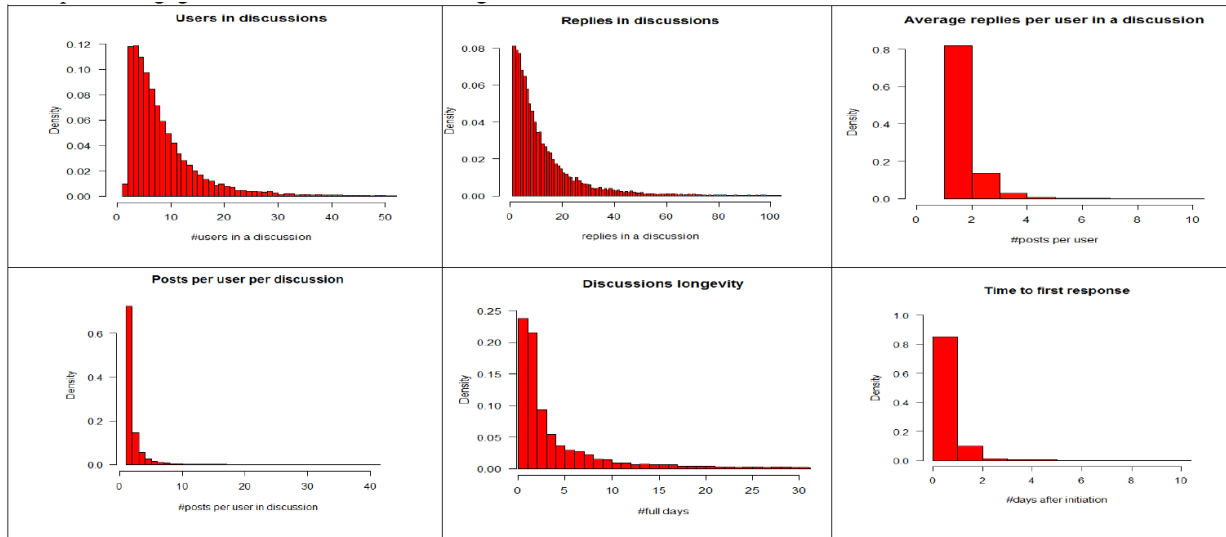 Users in discussions
Density
0.12
0.10
0.08
0.06
0.04
0.02
0.00
0 10 20 30 40 50
#users in a discussion
Replies in discussions
Density
0.08
0.06
0.04
0.02
0.00
0 20 40 60 80 100
replies in a discussion
Average replies per user in a discussion
Density
0.8
0.6
0.4
0.2
0.0
0 2 4 6 8 10
#posts per user
Posts per user per discussion
Density
0.6
0.4
0.2
0.0
0 10 20 30 40
#posts per user in discussion
Discussions longevity
Density
0.25
0.20
0.15
0.10
0.05
0.00
0 5 10 15 20 25 30
#full days
Time to first response
Density
1.0
0.8
0.6
0.4
0.2
0.0
0 2 4 6 8 10
#days after initiation